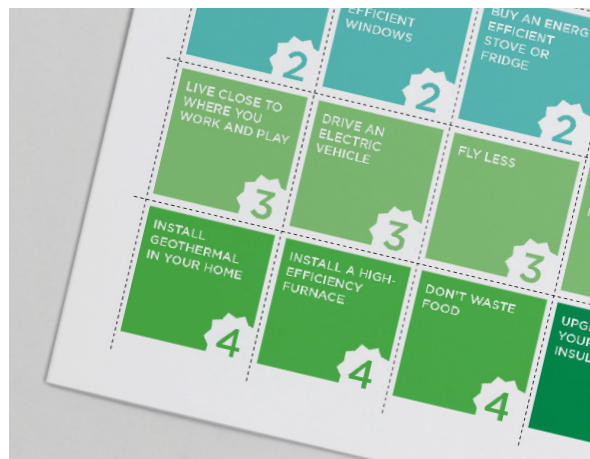 EFFICIENT
WINDOWS
2
BUY AN ENERGY
EFFICIENT
STOVE OR
FRIDGE
2
2
LIVE CLOSE TO
WHERE YOU
WORK AND PLAY
3
DRIVE AN
ELECTRIC
VEHICLE
3
FLY LESS
3
INSTALL
GEOTHERMAL
IN YOUR HOME
4
INSTALL A HIGH-
EFFICIENCY
FURNACE
4
DON'T WASTE
FOOD
4
YOUR